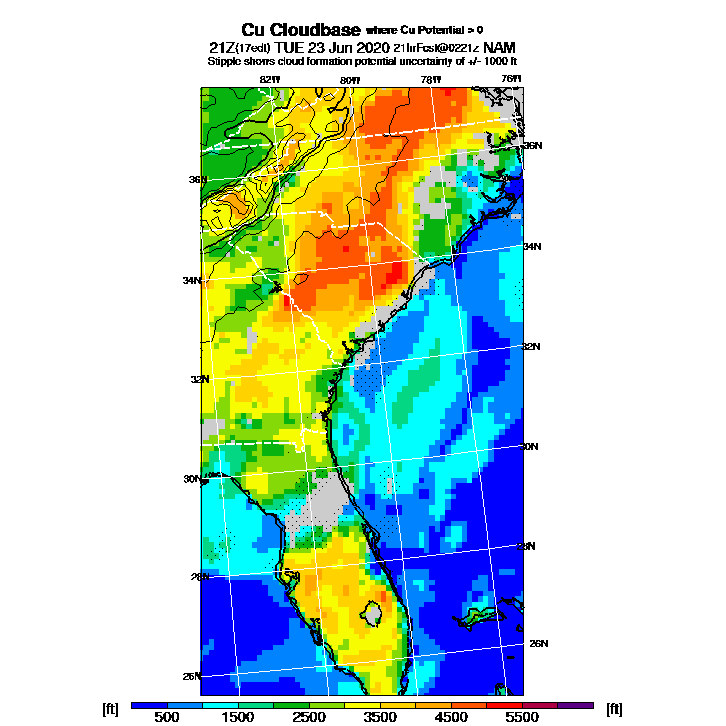 Cu Cloudbase where Cu Potential > 0
21Z(17edt) TUE 23 Jun 2020 21hrFcst@0221z NAM
Stipple shows cloud formation potential uncertainty of +/- 1000 ft
82W 80W 78W 76W
36N
36N
34N
34N
32N
32N
30N
30N
28N
28N
26N
26N
[ft] 500 1500 2500 3500 4500 5500 [ft]